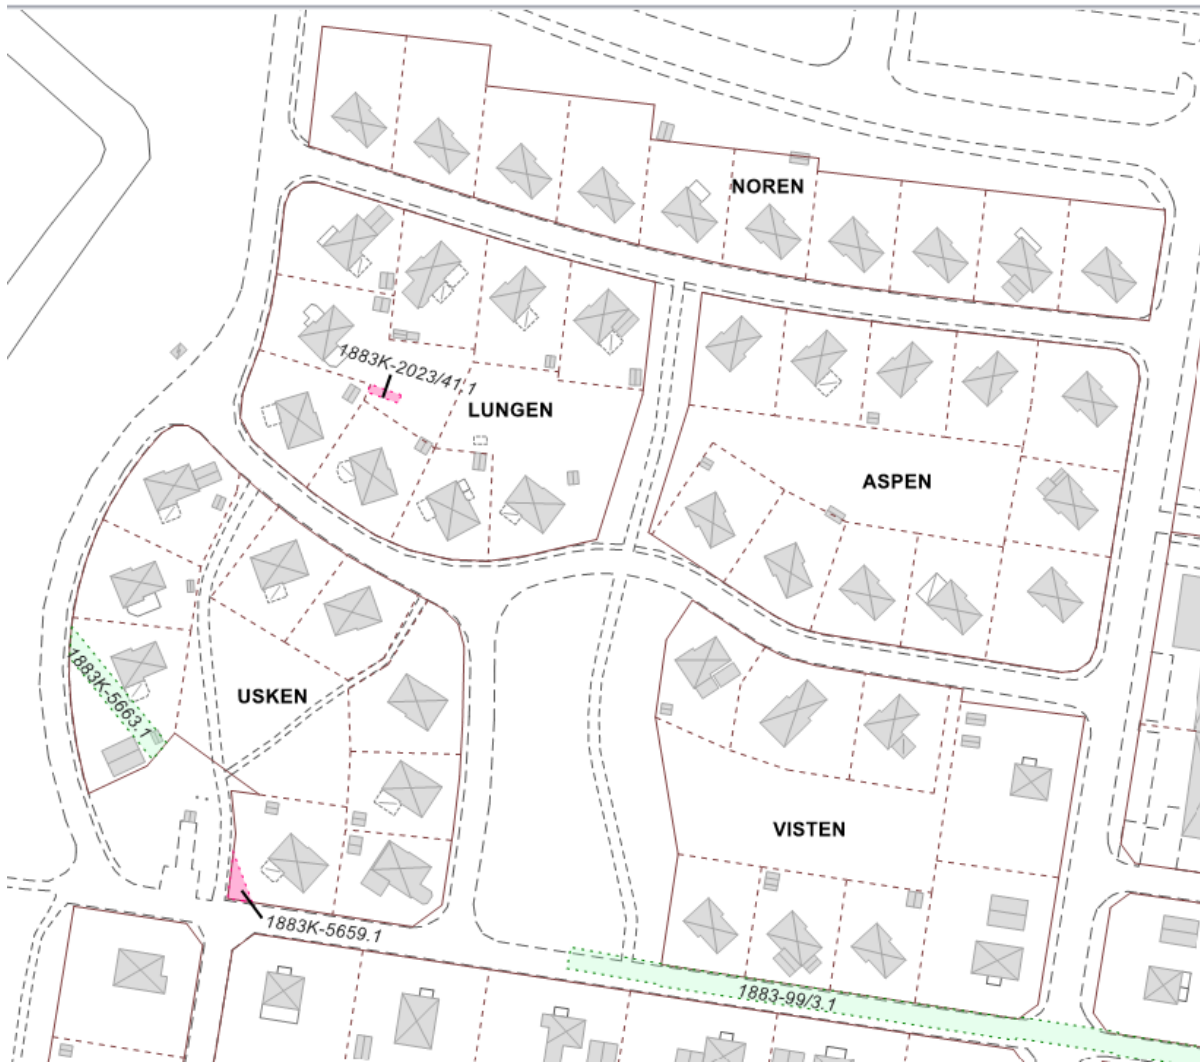 NOREN
1883K-2023/41.1
LUNGEN
ASPEN
1883K-5663.1
USKEN
VISTEN
1883K-5659.1
1883-99/3.1